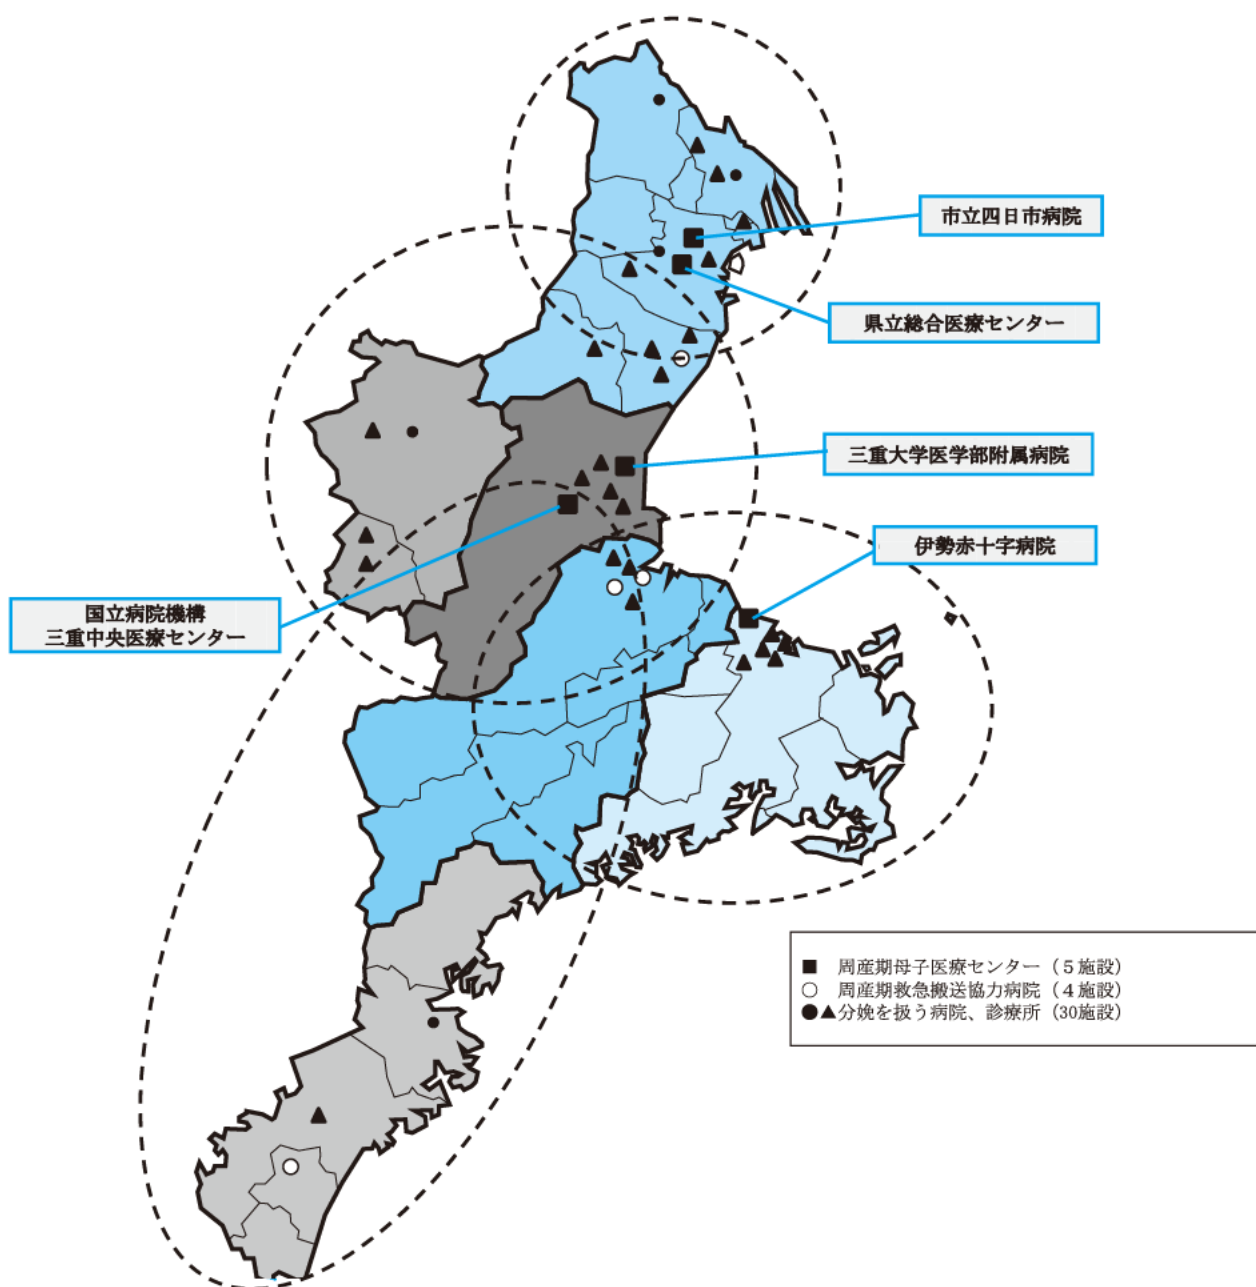 市立四日市病院
県立総合医療センター
三重大学医学部附属病院
伊勢赤十字病院
国立病院機構
三重中央医療センター
■ 周産期母子医療センター（５施設）
○ 周産期救急搬送協力病院（４施設）
●▲分娩を扱う病院、診療所（30施設）